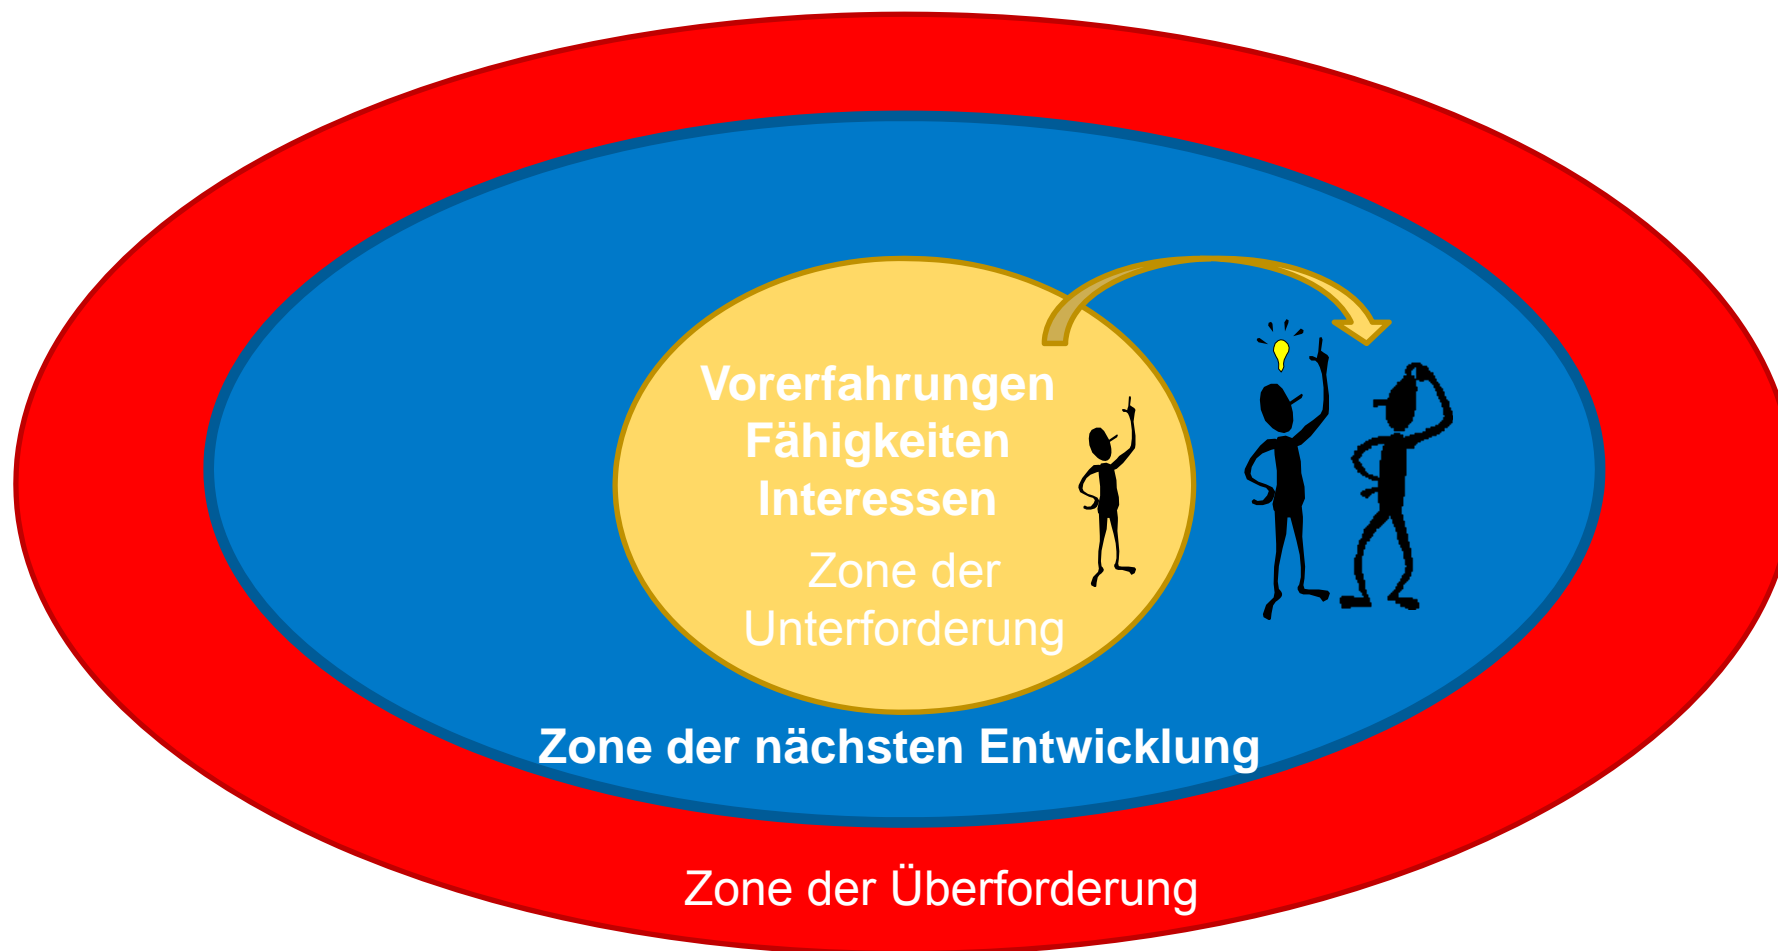 Vorerfahrungen
Fähigkeiten
Interessen
Zone der
Unterforderung
Zone der nächsten Entwicklung
Zone der Überforderung